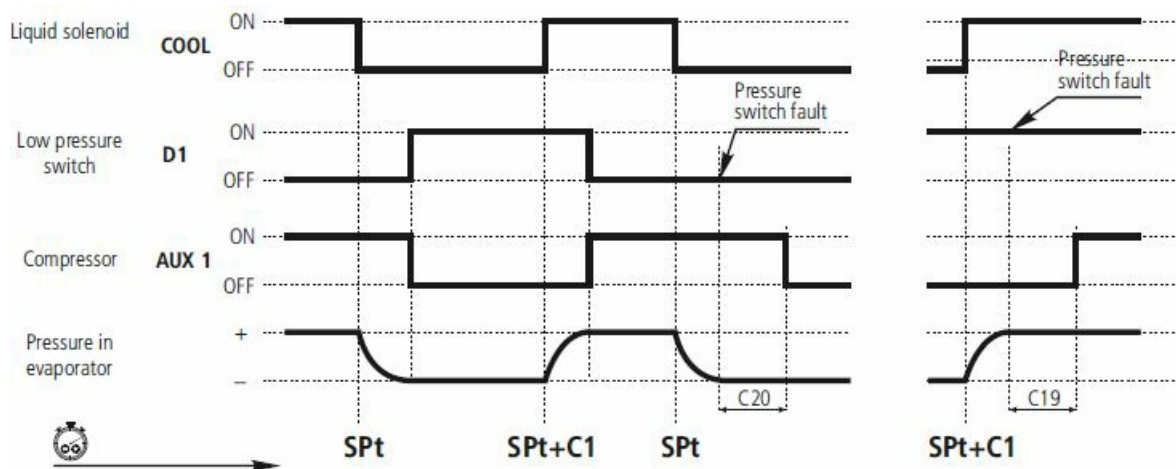 Liquid solenoid
COOL
ON
OFF
Pressure
switch fault
Pressure
switch fault
Low pressure
switch
D1
ON
OFF
Compressor
AUX 1
ON
OFF
Pressure in
evaporator
+
–
C20
C19
SPt
SPt+C1
SPt
SPt+C1